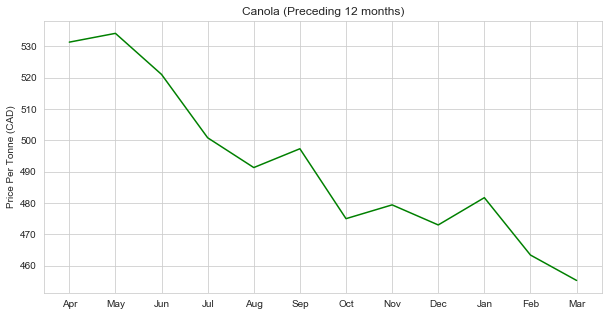 Canola (Preceding 12 months)
Price Per Tonne (CAD)
530
520
510
500
490
480
470
460
Apr May Jun Jul Aug Sep Oct Nov Dec Jan Feb Mar